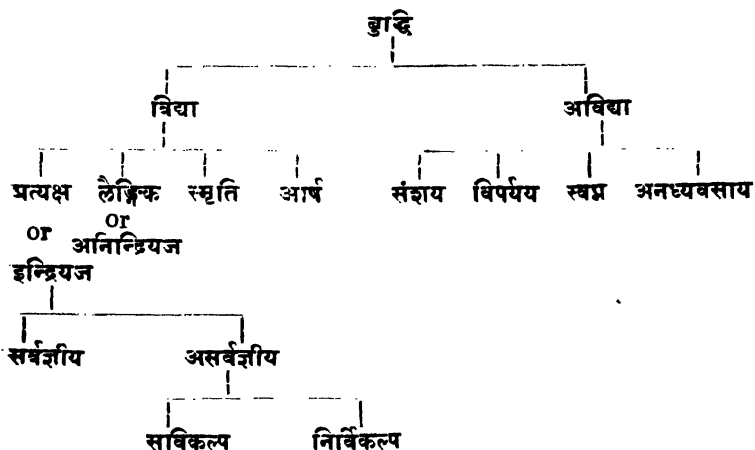 बुद्धि
विद्या अविद्या
प्रत्यक्ष लैङ्गिक स्मृति आर्ष संशय विपर्यय स्वप्न अनध्यवसाय
or or
अनिन्द्रियज
इन्द्रियज
सर्वज्ञीय असर्वज्ञीय
सविकल्प निर्विकल्प